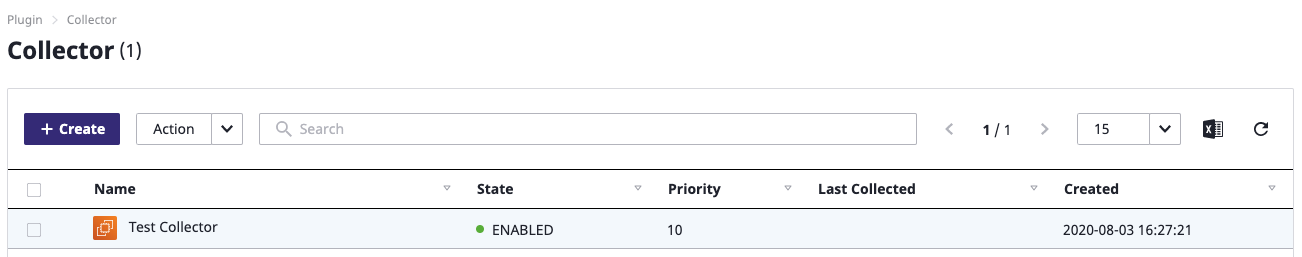 Plugin > Collector
Collector (1)
+ Create Action Search 1 / 1 15
Name State Priority Last Collected Created
Test Collector ENABLED 10 2020-08-03 16:27:21